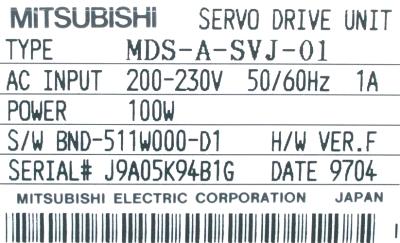 MITSUBISHI SERVO DRIVE UNIT
TYPE MDS-A-SVJ-01
AC INPUT 200-230V 50/60Hz 1A
POWER 100W
S/W BND-511W000-D1 H/W VER.F
SERIAL# J9A05K94B1G DATE 9704
MITSUBISHI ELECTRIC CORPORATION JAPAN